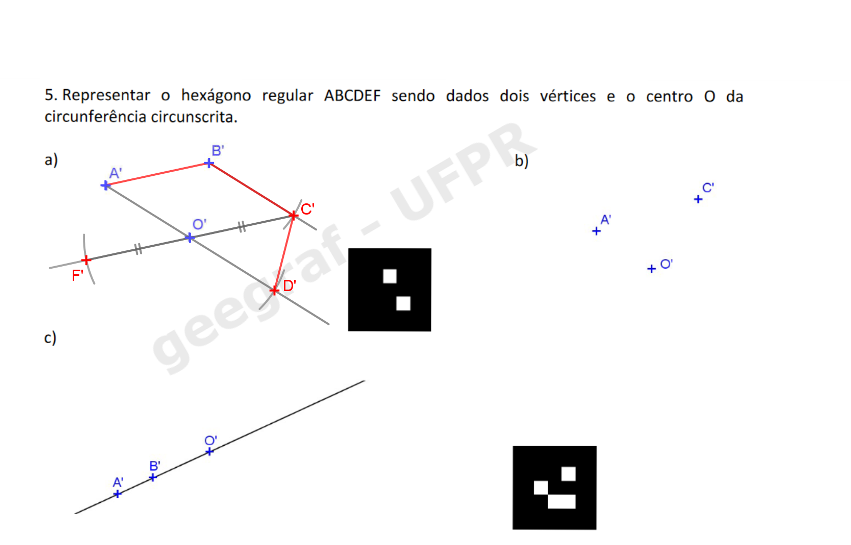 5. Representar o hexágono regular ABCDEF sendo dados dois vértices e o centro O da
circunferência circunscrita.
a)
b)
A'
B'
C'
O'
F'
D'
A'
C'
O'
geegraf - UFPR
c)
A'
B'
O'